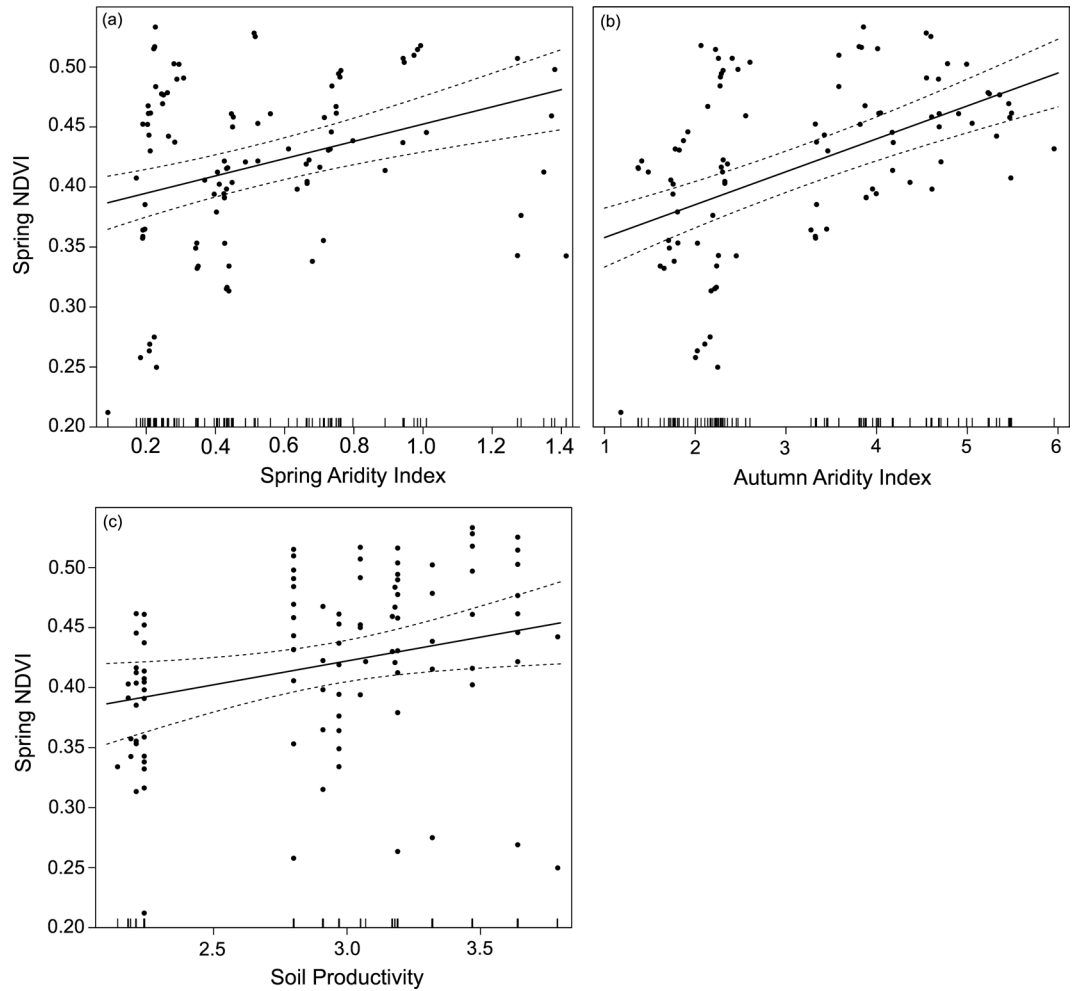 (a)
Spring NDVI
0.50
0.45
0.40
0.35
0.30
0.25
0.20
0.2 0.4 0.6 0.8 1.0 1.2 1.4
Spring Aridity Index
(b)
1 2 3 4 5 6
Autumn Aridity Index
(c)
Spring NDVI
0.50
0.45
0.40
0.35
0.30
0.25
0.20
2.5 3.0 3.5
Soil Productivity